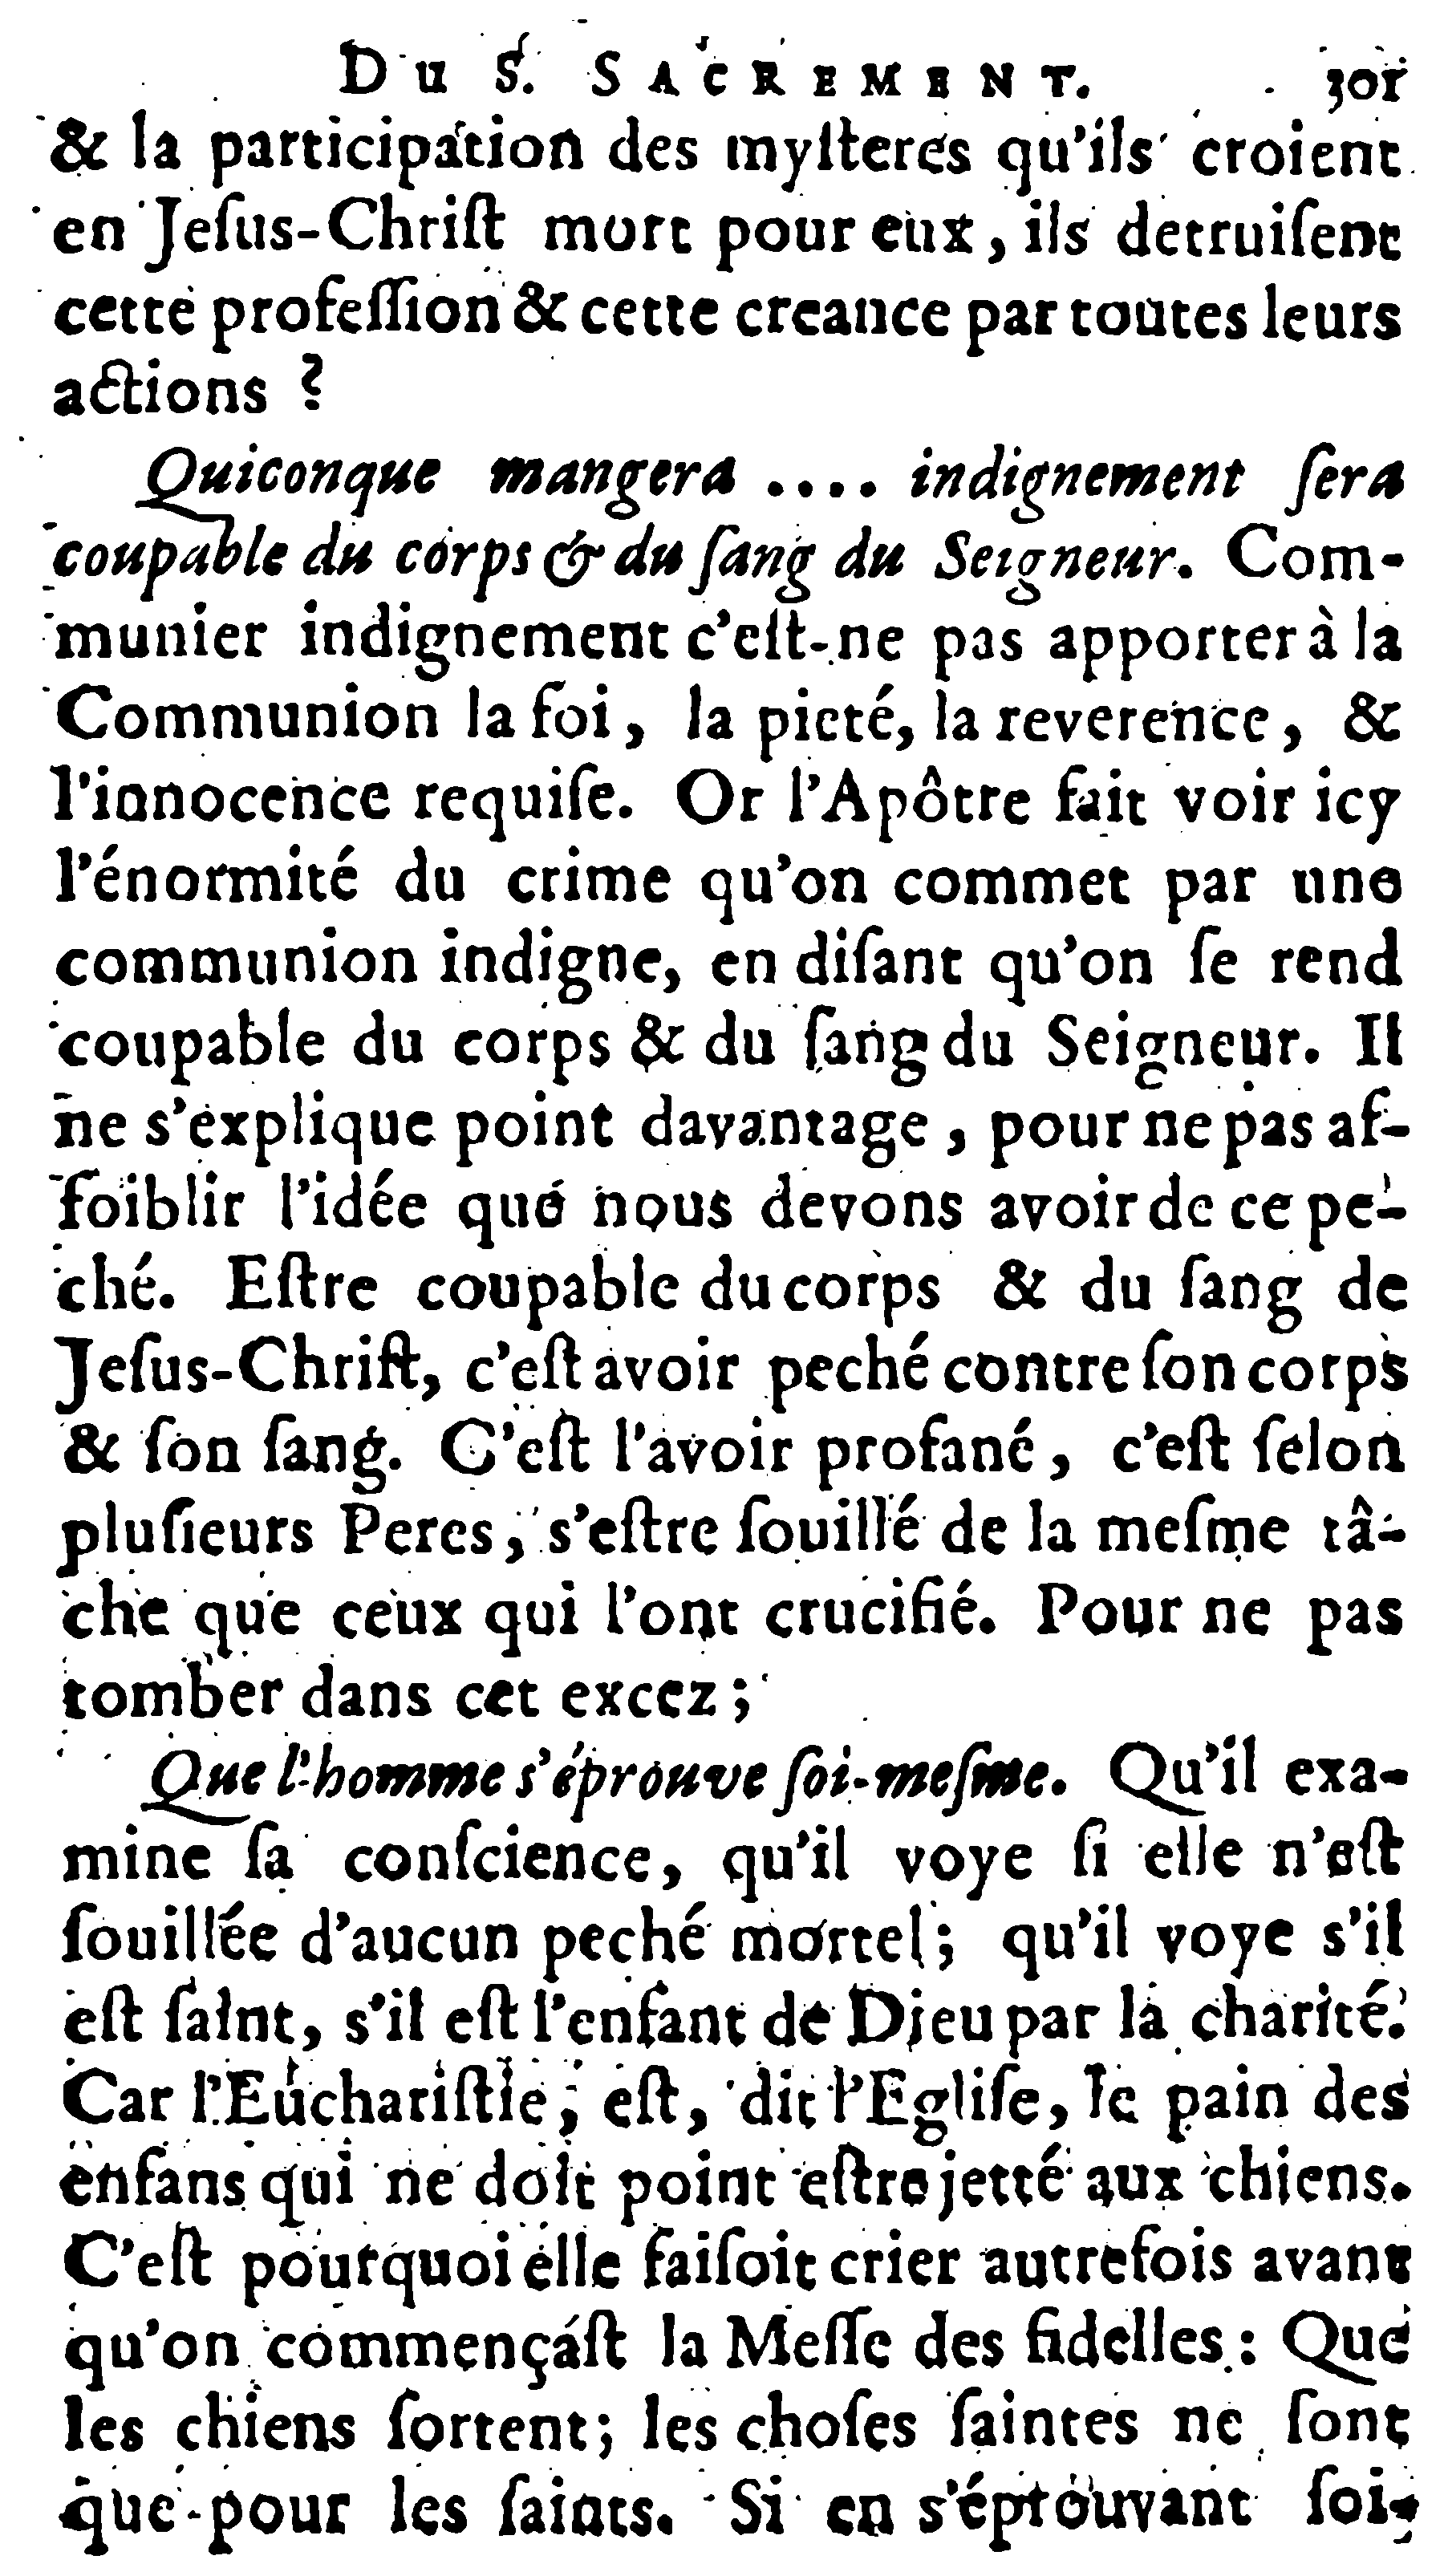 DU S. SACREMENT. 301
& la participation des myſteres qu'ils croient
en Jeſus-Chriſt mort pour eux, ils detruiſent
cette profeſſion & cette creance par toutes leurs
actions ?
Quiconque mangera .... indignement ſera
coupable du corps & du ſang du Seigneur. Com-
munier indignement c'eſt-ne pas apporter à la
Communion la foi, la pieté, la reverence, &
l'innocence requiſe. Or l'Apôtre fait voir icy
l'énormité du crime qu'on commet par une
communion indigne, en diſant qu'on ſe rend
coupable du corps & du ſang du Seigneur. Il
ne s'explique point davantage, pour ne pas af-
foiblir l'idée que nous devons avoir de ce pe-
ché. Eſtre coupable du corps & du ſang de
Jeſus-Chriſt, c'eſt avoir peché contre ſon corps
& ſon ſang. C'eſt l'avoir profané, c'eſt ſelon
pluſieurs Peres, s'eſtre ſouillé de la meſme tâ-
che que ceux qui l'ont crucifié. Pour ne pas
tomber dans cet excez;
Que l'homme s'éprouve ſoi-meſme. Qu'il exa-
mine ſa conſcience, qu'il voye ſi elle n'eſt
ſouillée d'aucun peché mortel; qu'il voye s'il
eſt ſaint, s'il eſt l'enfant de Dieu par la charité.
Car l'Euchariſtie, eſt, dit l'Egliſe, le pain des
enfans qui ne doit point eſtre jetté aux chiens.
C'eſt pourquoi elle faiſoit crier autrefois avant
qu'on commençáſt la Meſſe des fidelles: Que
les chiens ſortent; les choſes ſaintes ne ſont
que pour les ſaints. Si en s'éprouvant ſoi-